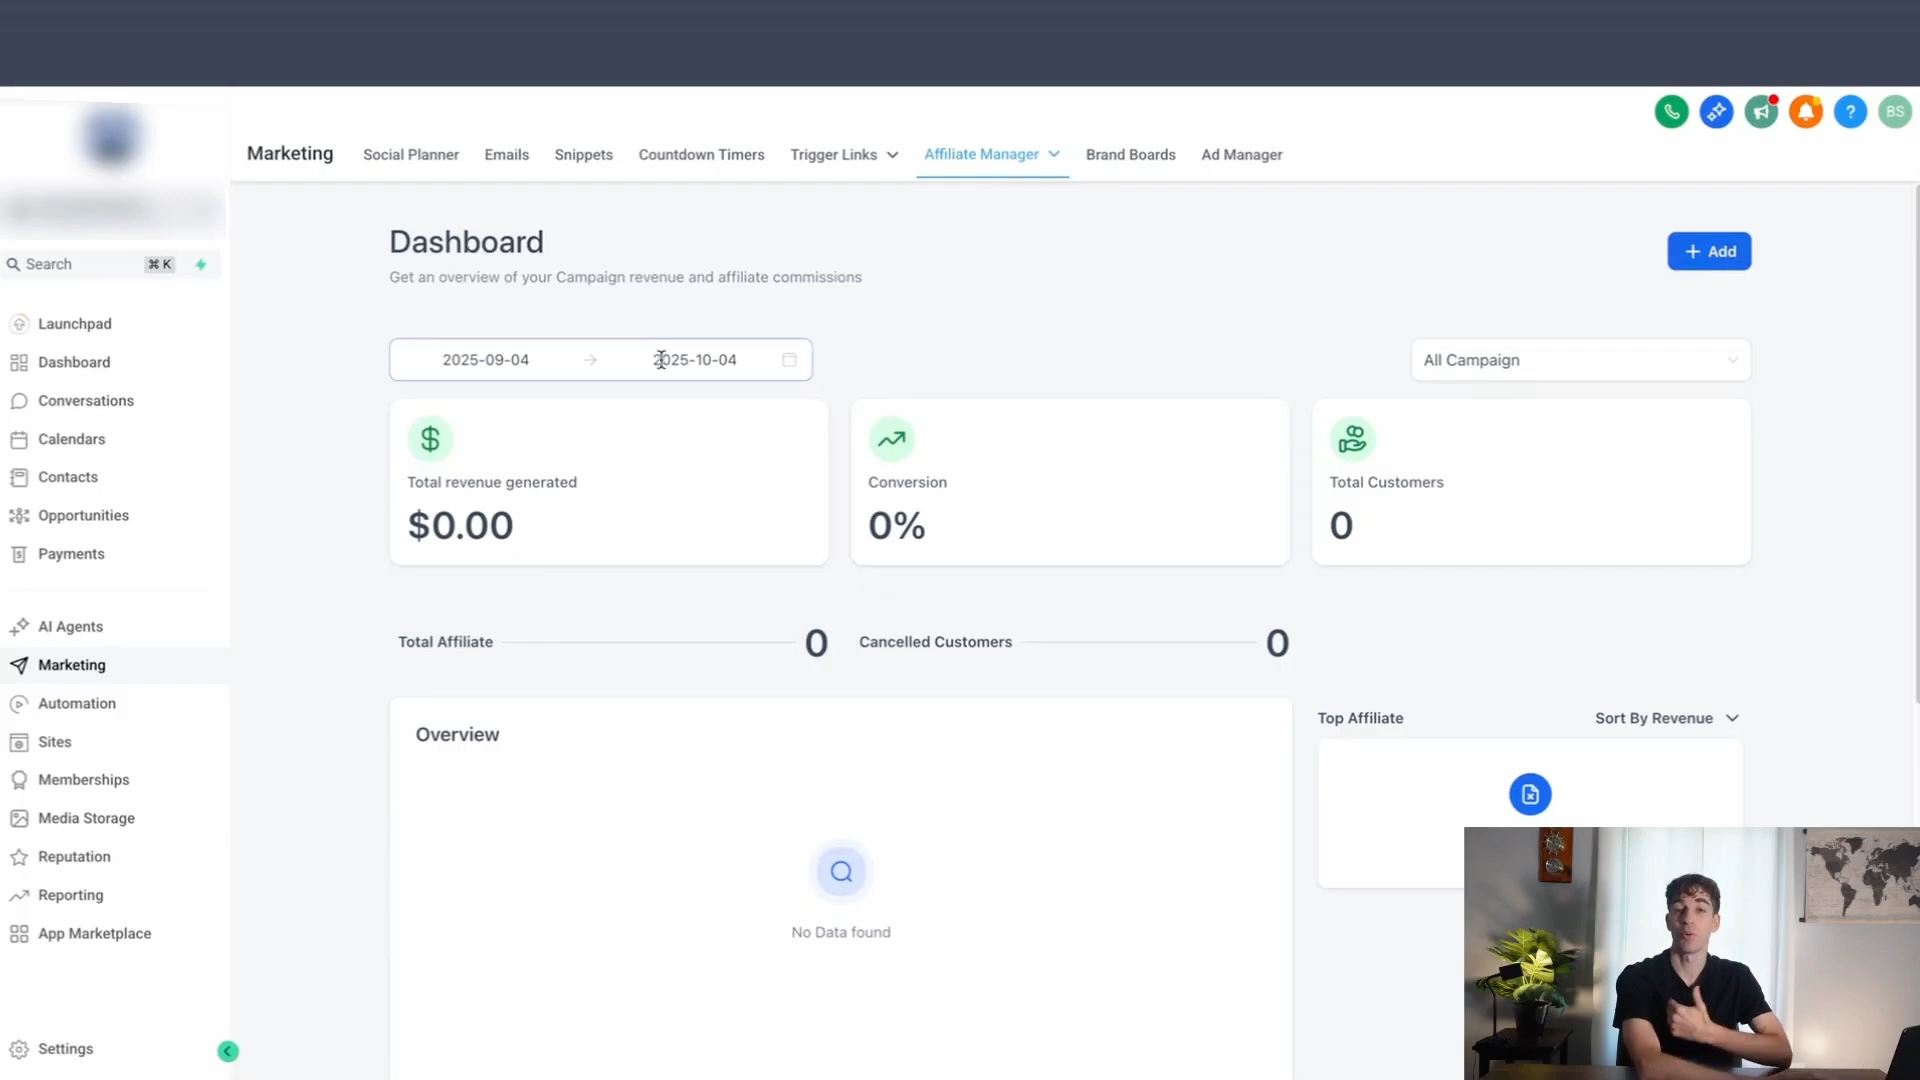 Marketing
Social Planner
Emails
Snippets
Countdown Timers
Trigger Links
Affiliate Manager
Brand Boards
Ad Manager
?
BS
Search
⌘ K
Launchpad
Dashboard
Conversations
Calendars
Contacts
Opportunities
Payments
AI Agents
Marketing
Automation
Sites
Memberships
Media Storage
Reputation
Reporting
App Marketplace
Settings
Dashboard
Get an overview of your Campaign revenue and affiliate commissions
+ Add
2025-09-04 → 2025-10-04
All Campaign
$
Total revenue generated
$0.00
Conversion
0%
Total Customers
0
Total Affiliate 0
Cancelled Customers 0
Overview
No Data found
Top Affiliate
Sort By Revenue